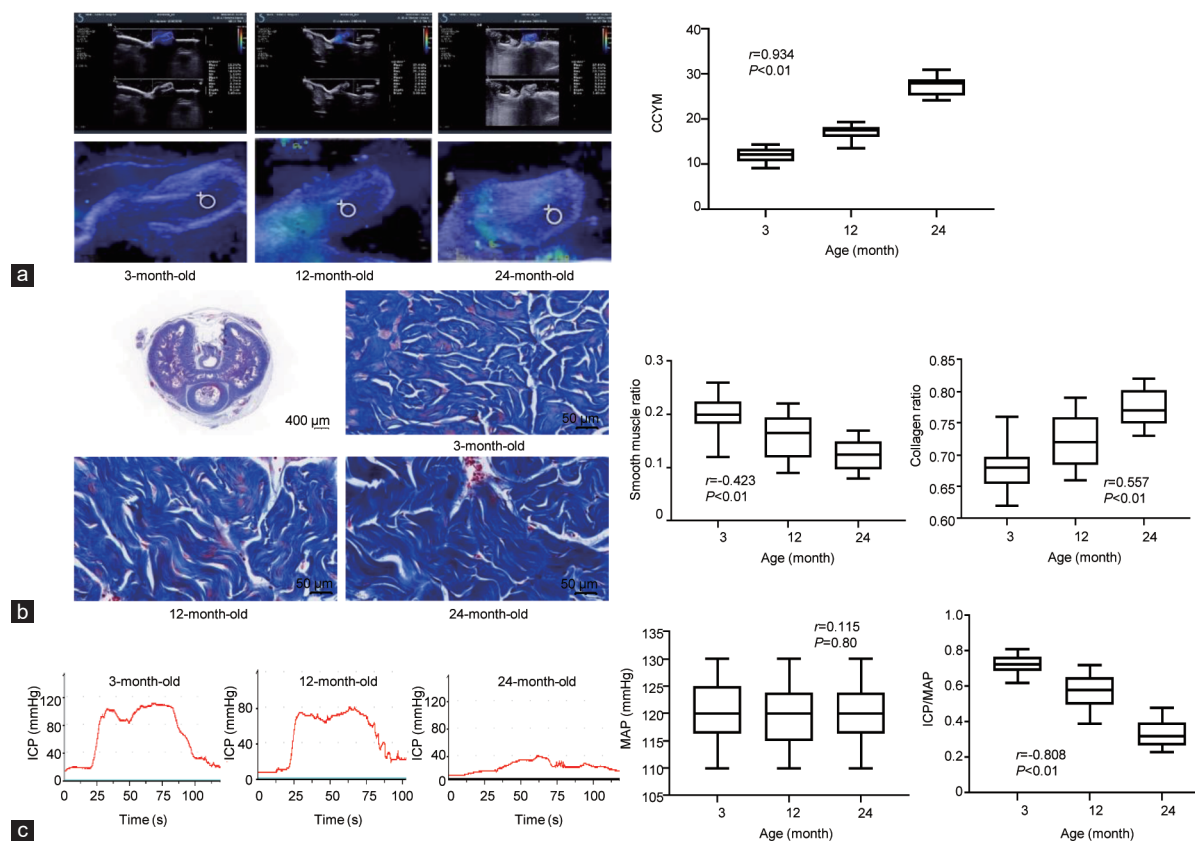 40
30
20
10
0
CCYM
r=0.934
P<0.01
3
12
24
Age (month)
3-month-old
12-month-old
24-month-old
a
400 µm
50 µm
3-month-old
50 µm
50 µm
12-month-old
24-month-old
0.3
0.2
0.1
0
Smooth muscle ratio
r=-0.423
P<0.01
3
12
24
Age (month)
0.85
0.80
0.75
0.70
0.65
0.60
Collagen ratio
r=0.557
P<0.01
3
12
24
Age (month)
b
3-month-old
120
80
40
0
ICP (mmHg)
0
25
50
75
100
Time (s)
12-month-old
120
80
40
0
ICP (mmHg)
0
25
50
75
100
Time (s)
24-month-old
120
80
40
0
ICP (mmHg)
0
25
50
75
100
Time (s)
135
130
125
120
115
110
105
MAP (mmHg)
r=0.115
P=0.80
3
12
24
Age (month)
1.0
0.8
0.6
0.4
0.2
0
ICP/MAP
r=-0.808
P<0.01
3
12
24
Age (month)
c